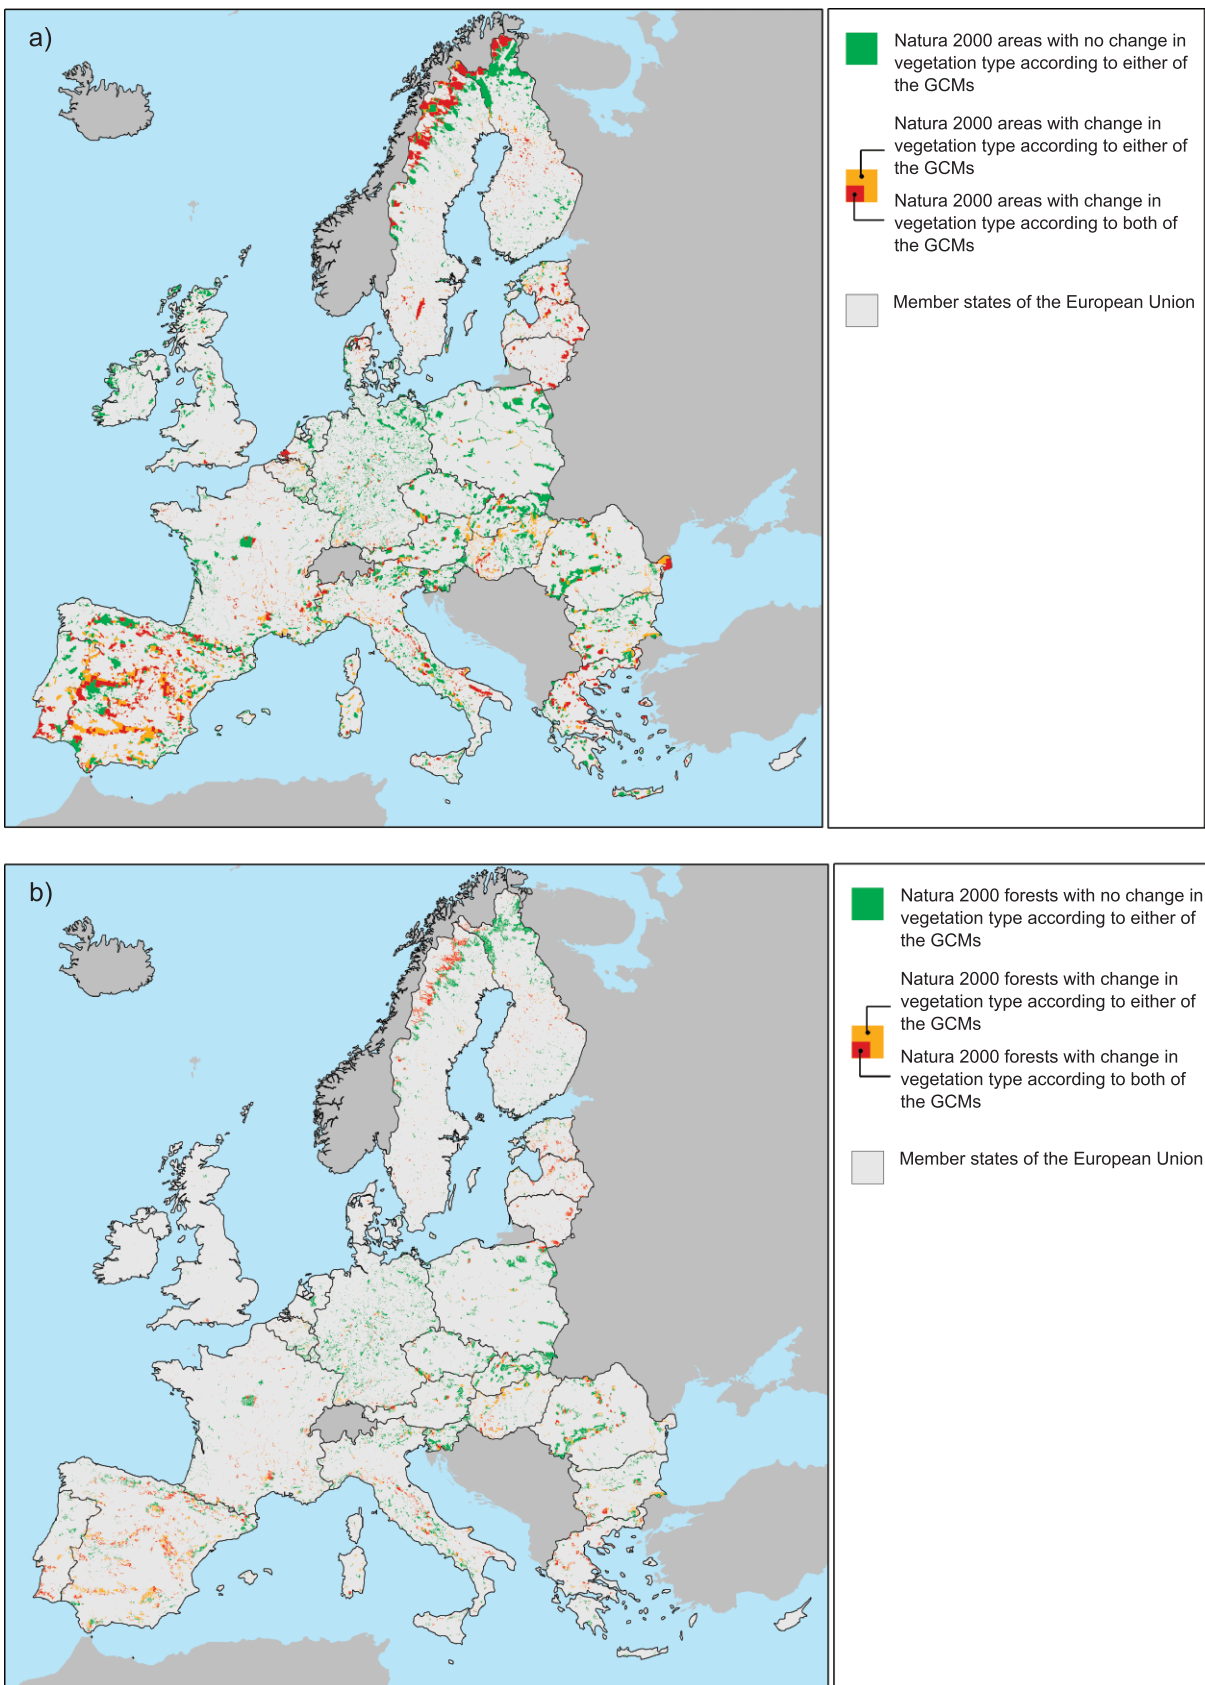 a)
Natura 2000 areas with no change in
vegetation type according to either of
the GCMs
Natura 2000 areas with change in
vegetation type according to either of
the GCMs
Natura 2000 areas with change in
vegetation type according to both of
the GCMs
Member states of the European Union
b)
Natura 2000 forests with no change in
vegetation type according to either of
the GCMs
Natura 2000 forests with change in
vegetation type according to either of
the GCMs
Natura 2000 forests with change in
vegetation type according to both of
the GCMs
Member states of the European Union